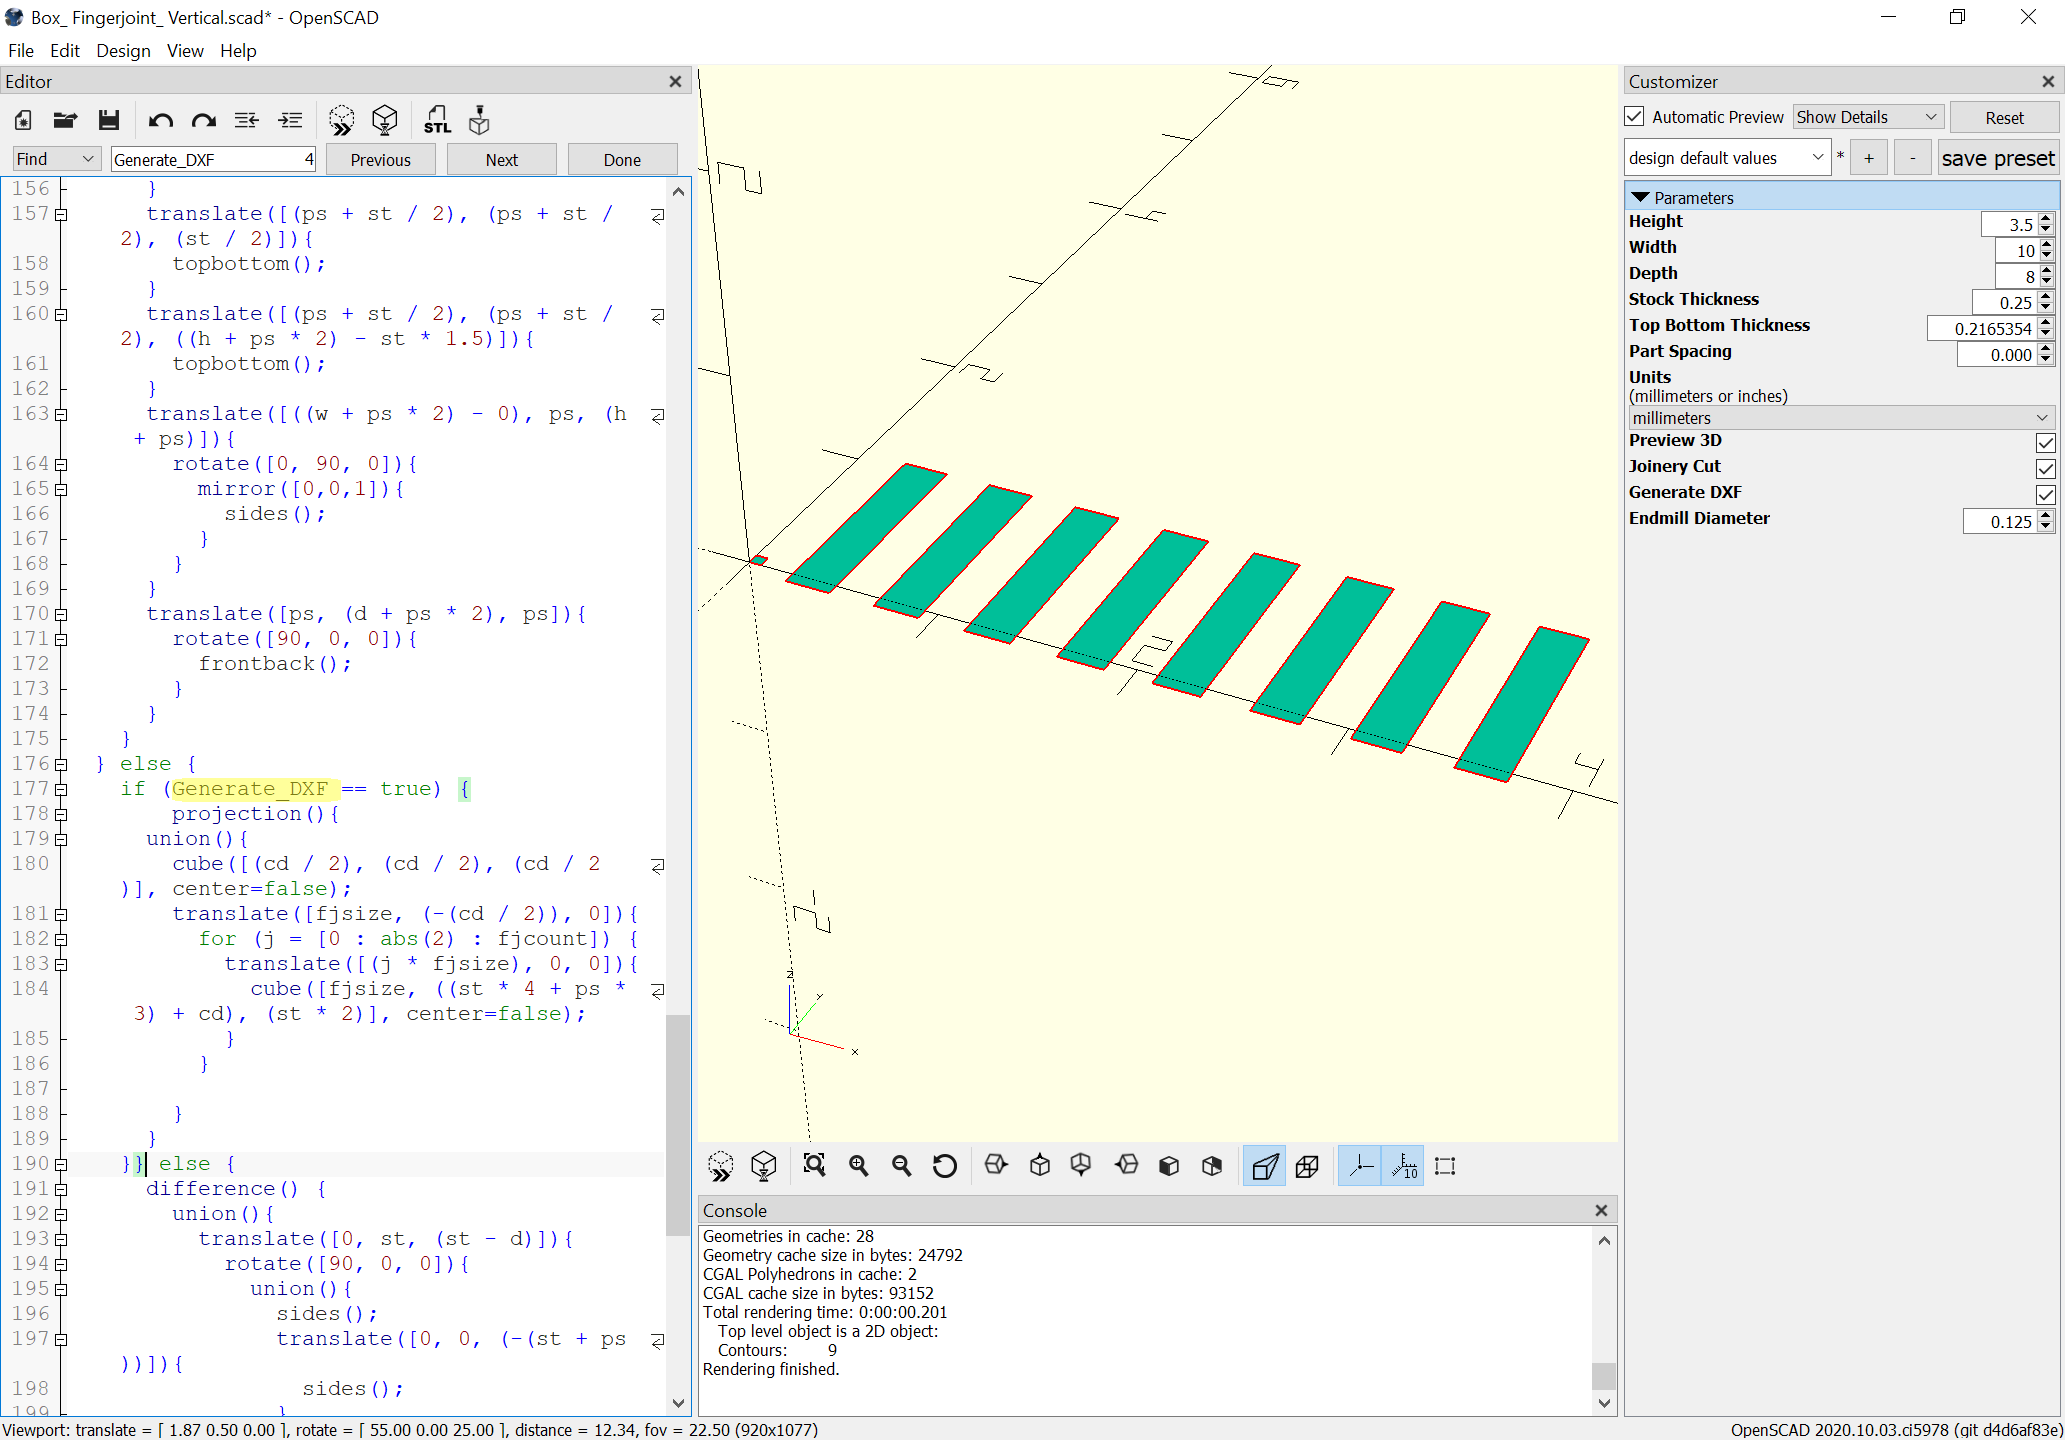 Box_ Fingerjoint_ Vertical.scad* - OpenSCAD
File Edit Design View Help
Editor
STL
Find Generate_DXF 4 Previous Next Done
156 }
157 translate([(ps + st / 2), (ps + st /
2), (st / 2)]){
158 topbottom();
159 }
160 translate([(ps + st / 2), (ps + st /
2), ((h + ps * 2) - st * 1.5)]){
161 topbottom();
162 }
163 translate([((w + ps * 2) - 0), ps, (h
+ ps)]){
164 rotate([0, 90, 0]){
165 mirror([0,0,1]){
166 sides();
167 }
168 }
169 }
170 translate([ps, (d + ps * 2), ps]){
171 rotate([90, 0, 0]){
172 frontback();
173 }
174 }
175 }
176 } else {
177 if (Generate_DXF == true) {
178 projection(){
179 union(){
180 cube([(cd / 2), (cd / 2), (cd / 2
)], center=false);
181 translate([fjsize, (-(cd / 2)), 0]){
182 for (j = [0 : abs(2) : fjcount]) {
183 translate([(j * fjsize), 0, 0]){
184 cube([fjsize, ((st * 4 + ps *
3) + cd), (st * 2)], center=false);
185 }
186 }
187
188 }
189 }
190 }} else {
191 difference() {
192 union(){
193 translate([0, st, (st - d)]){
194 rotate([90, 0, 0]){
195 union(){
196 sides();
197 translate([0, 0, (-(st + ps
))]){
198 sides();
199 }
2
4
z
y
x
10
Console
Geometries in cache: 28
Geometry cache size in bytes: 24792
CGAL Polyhedrons in cache: 2
CGAL cache size in bytes: 93152
Total rendering time: 0:00:00.201
Top level object is a 2D object:
Contours: 9
Rendering finished.
Customizer
Automatic Preview Show Details Reset
design default values * + - save preset
Parameters
Height 3.5
Width 10
Depth 8
Stock Thickness 0.25
Top Bottom Thickness 0.2165354
Part Spacing 0.000
Units
(millimeters or inches)
millimeters
Preview 3D
Joinery Cut
Generate DXF
Endmill Diameter 0.125
Viewport: translate = [ 1.87 0.50 0.00 ], rotate = [ 55.00 0.00 25.00 ], distance = 12.34, fov = 22.50 (920x1077)
OpenSCAD 2020.10.03.ci5978 (git d4d6af83e)